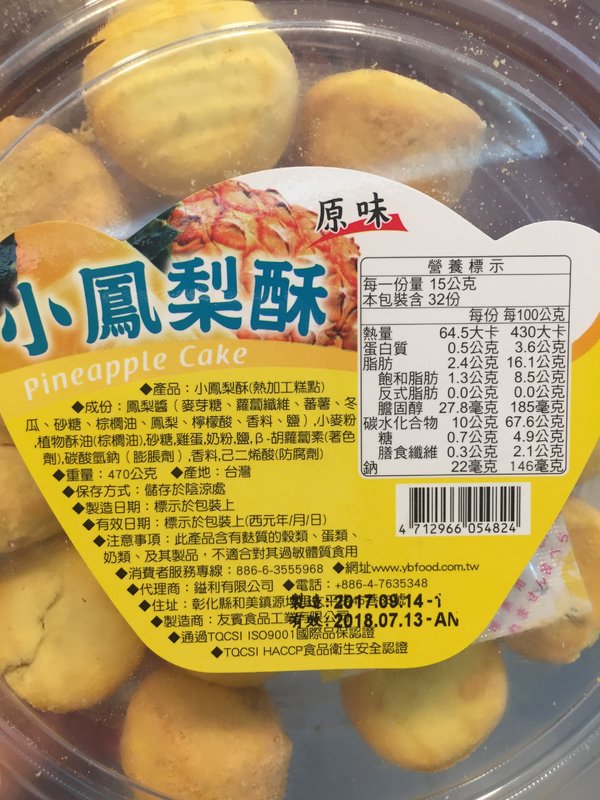 原味
小鳳梨酥
Pineapple Cake
◆產品：小鳳梨酥(熱加工糕點)
◆成份：鳳梨醬（麥芽糖、蘿蔔纖維、蕃薯、冬
瓜、砂糖、棕櫚油、鳳梨、檸檬酸、香料、鹽）,小麥粉
,植物酥油(棕櫚油),砂糖,雞蛋,奶粉,鹽,β-胡蘿蔔素(著色
劑),碳酸氫鈉（膨脹劑）,香料,己二烯酸(防腐劑)
◆重量：470公克 ◆產地：台灣
◆保存方式：儲存於陰涼處
◆製造日期：標示於包裝上
◆有效日期：標示於包裝上(西元年/月/日)
◆注意事項：此產品含有麩質的穀類、蛋類、
奶類、及其製品，不適合對其過敏體質食用
◆消費者服務專線：886-6-3555968 ◆網址www.ybfood.com.tw
◆代理商：鎰利有限公司 ◆電話：+886-4-7635348
◆住址：彰化縣和美鎮源埤里
◆製造商：友賓食品工業有限公司
◆通過TQCSI ISO9001國際品保認證
◆TQCSI HACCP食品衛生安全認證
製造:2017.09.14-1
有效:2018.07.13-AN
營養標示
每一份量 15公克
本包裝含 32份
每份 每100公克
熱量 64.5大卡 430大卡
蛋白質 0.5公克 3.6公克
脂肪 2.4公克 16.1公克
飽和脂肪 1.3公克 8.5公克
反式脂肪 0.0公克 0.0公克
膽固醇 27.8毫克 185毫克
碳水化合物 10公克 67.6公克
糖 0.7公克 4.9公克
膳食纖維 0.3公克 2.1公克
鈉 22毫克 146毫克
4 712966 054824